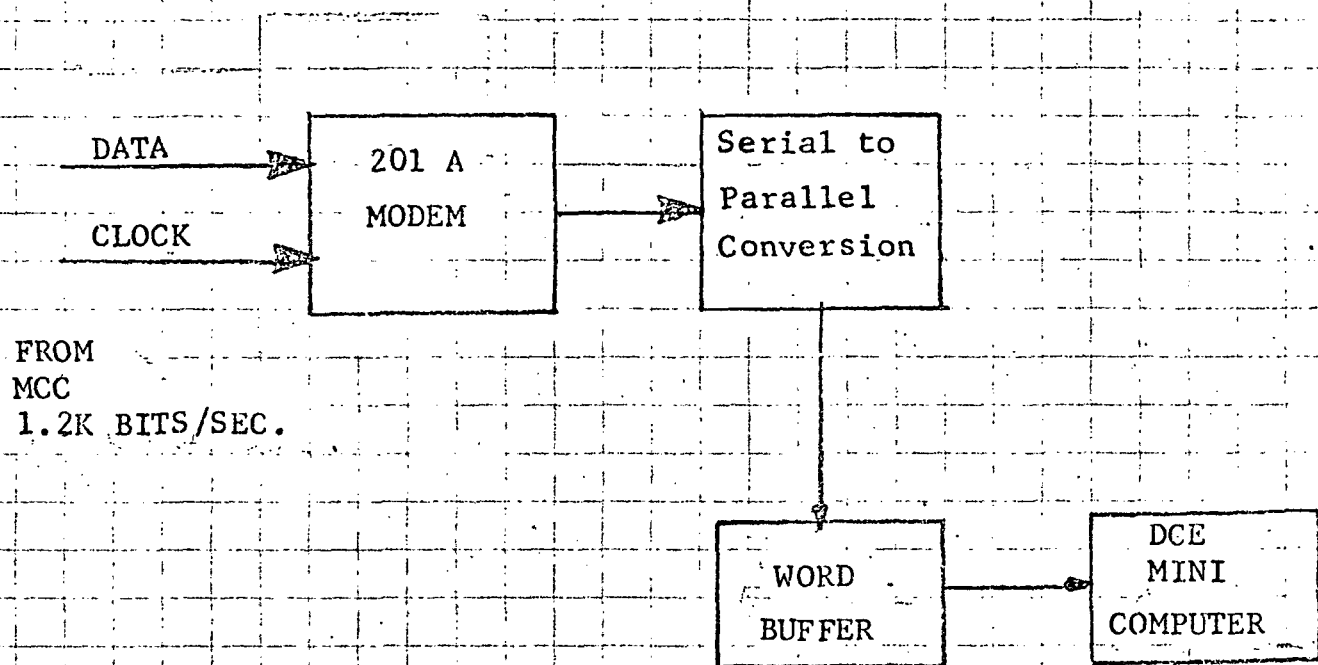 DATA
CLOCK
201 A
MODEM
Serial to
Parallel
Conversion
FROM
MCC
1.2K BITS/SEC.
WORD
BUFFER
DCE
MINI
COMPUTER